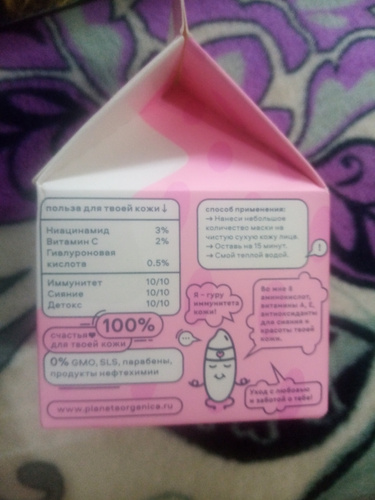 польза для твоей кожи ↓
Ниацинамид 3%
Витамин С 2%
Гиалуроновая
кислота 0.5%
Иммунитет 10/10
Сияние 10/10
Детокс 10/10
100%
счастья
для твоей кожи
0% GMO, SLS, парабены,
продукты нефтехимии
www.planetaorganica.ru
способ применения:
→ Нанеси небольшое
количество маски на
чистую сухую кожу лица.
→ Оставь на 15 минут.
→ Смой теплой водой.
!
Я - гуру
иммунитета
кожи!
Во мне 8
аминокислот,
витамины А, Е,
антиоксиданты
для сияния и
красоты твоей
кожи.
Уход с любовью
и заботой о тебе!